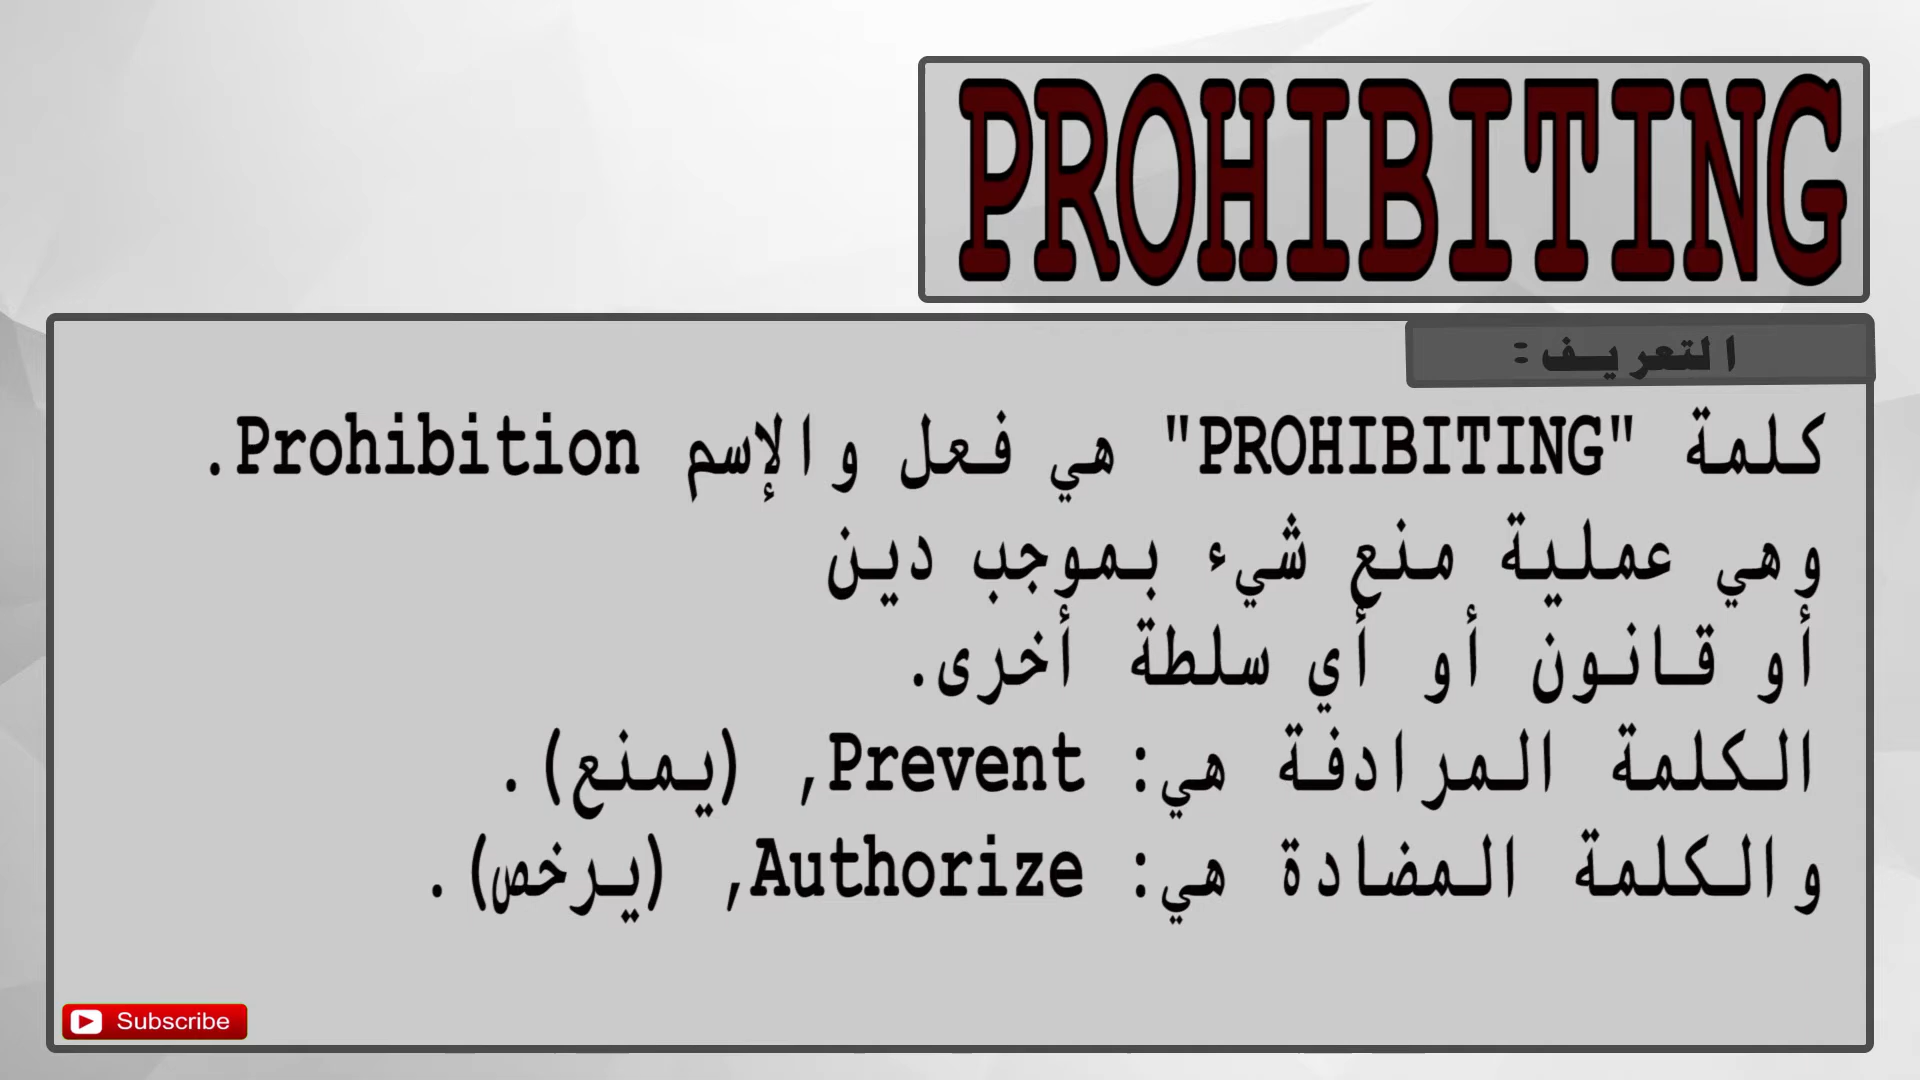 PROHIBITING
التعريف:
كلمة "PROHIBITING" هي فعل والإسم Prohibition.
وهي عملية منع شيء بموجب دين
أو قانون أو أي سلطة أخرى.
الكلمة المرادفة هي: Prevent, (يمنع).
والكلمة المضادة هي: Authorize, (يرخص).
Subscribe